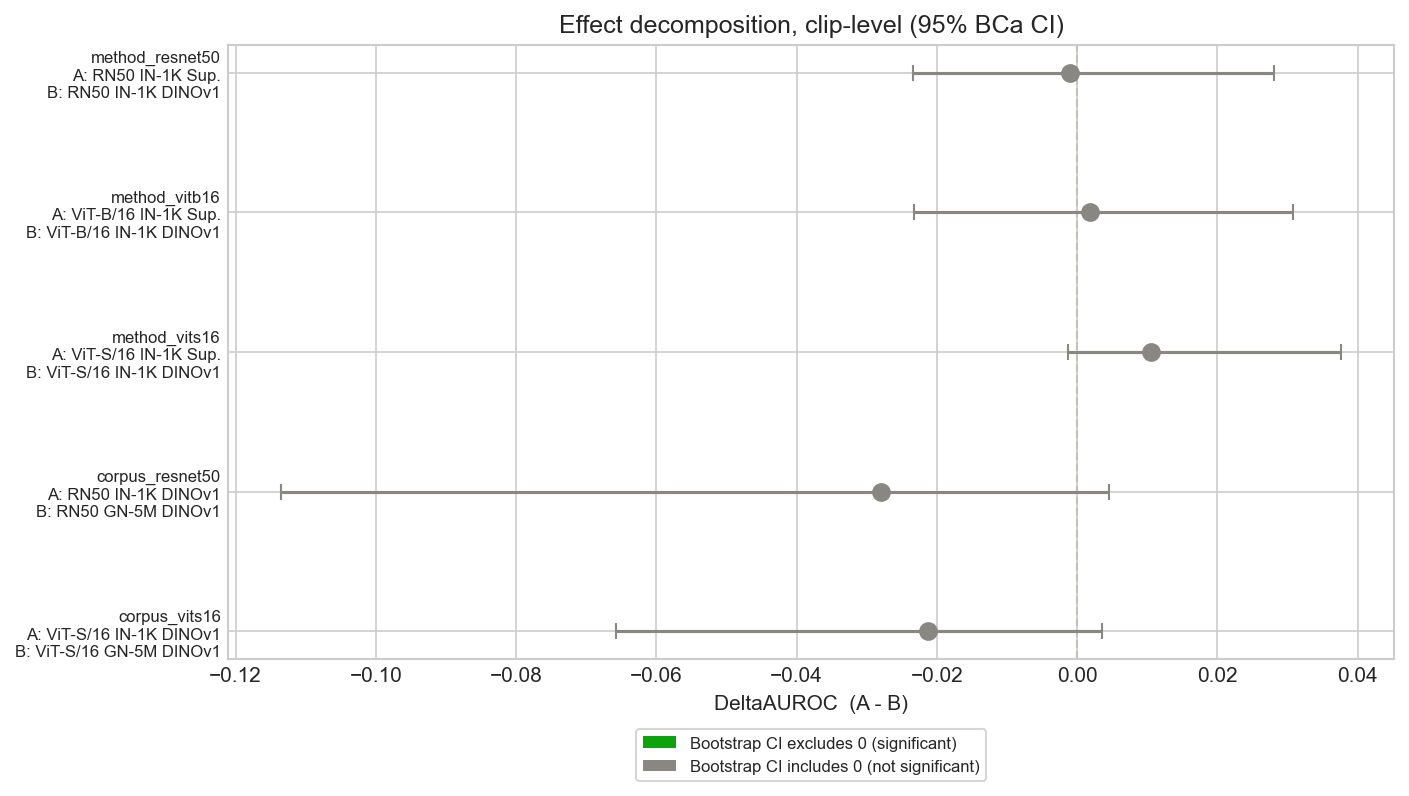 Effect decomposition, clip-level (95% BCa CI)
method_resnet50
A: RN50 IN-1K Sup.
B: RN50 IN-1K DINOv1
method_vitb16
A: ViT-B/16 IN-1K Sup.
B: ViT-B/16 IN-1K DINOv1
method_vits16
A: ViT-S/16 IN-1K Sup.
B: ViT-S/16 IN-1K DINOv1
corpus_resnet50
A: RN50 IN-1K DINOv1
B: RN50 GN-5M DINOv1
corpus_vits16
A: ViT-S/16 IN-1K DINOv1
B: ViT-S/16 GN-5M DINOv1
−0.12 −0.10 −0.08 −0.06 −0.04 −0.02 0.00 0.02 0.04
DeltaAUROC (A - B)
Bootstrap CI excludes 0 (significant)
Bootstrap CI includes 0 (not significant)